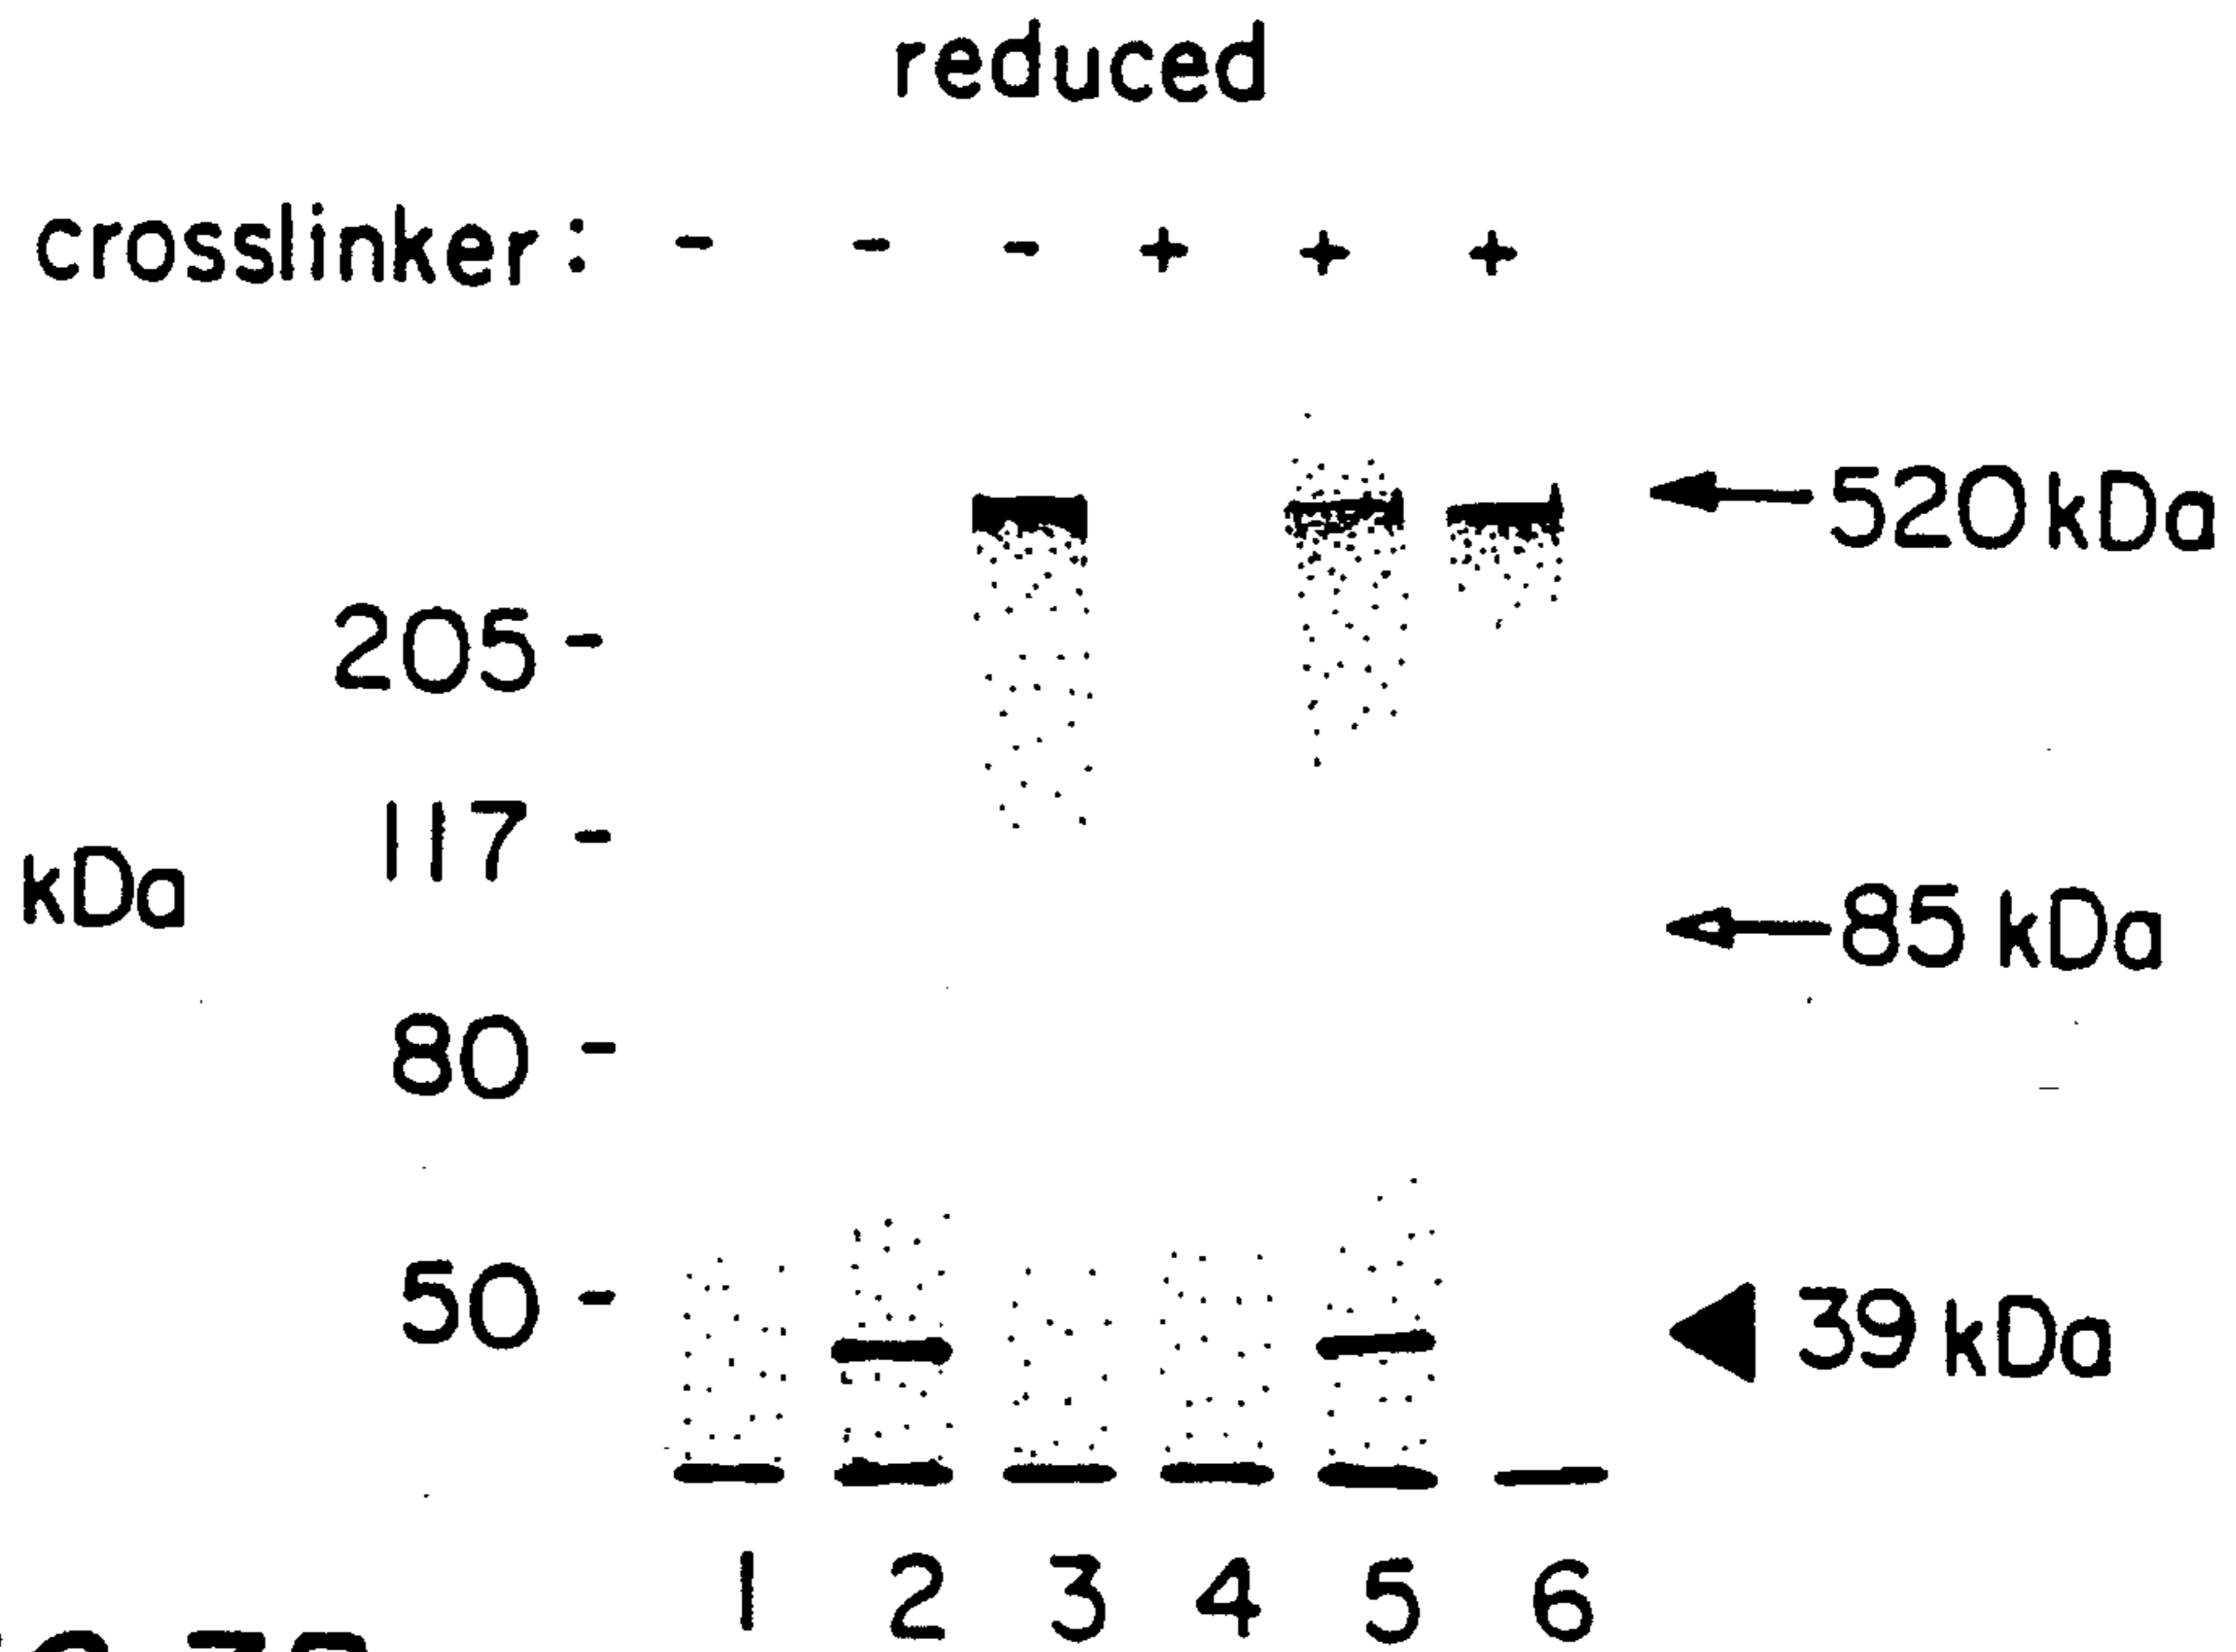 reduced
crosslinker: - - - + + +
520 kDa
205 -
117 -
kDa
85 kDa
80 -
50 -
39 kDa
1 2 3 4 5 6